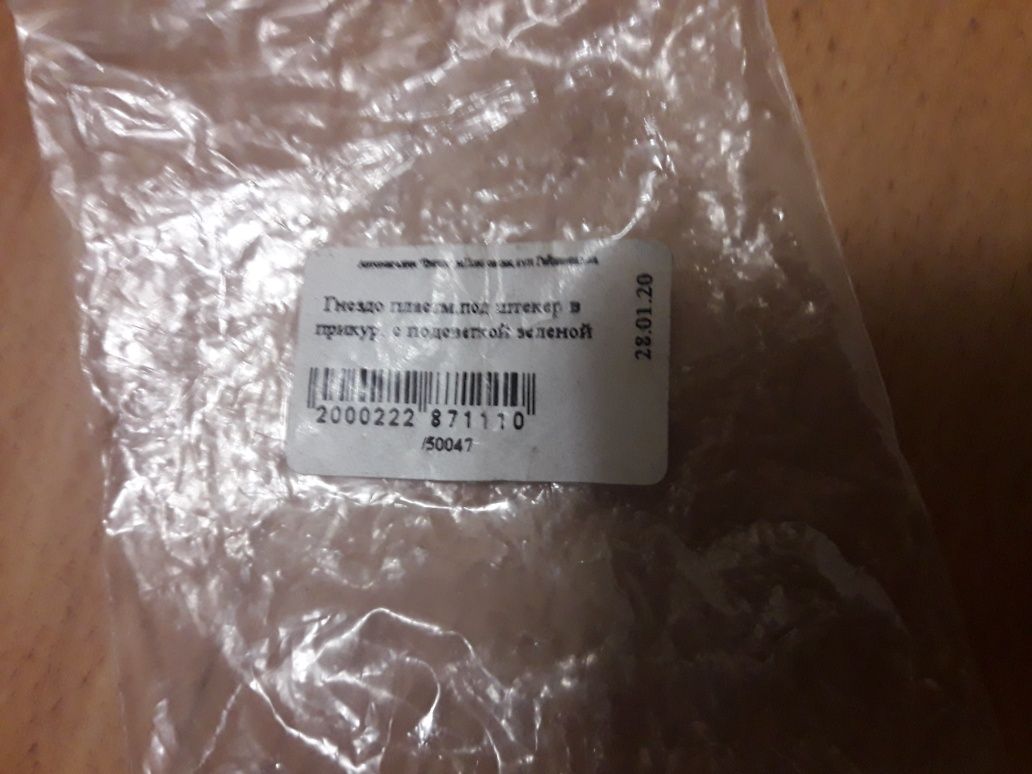 Гнездо пластм.под штекер в
прикур. с подсветкой зеленой
2000222 871110
/50047
28.01.20